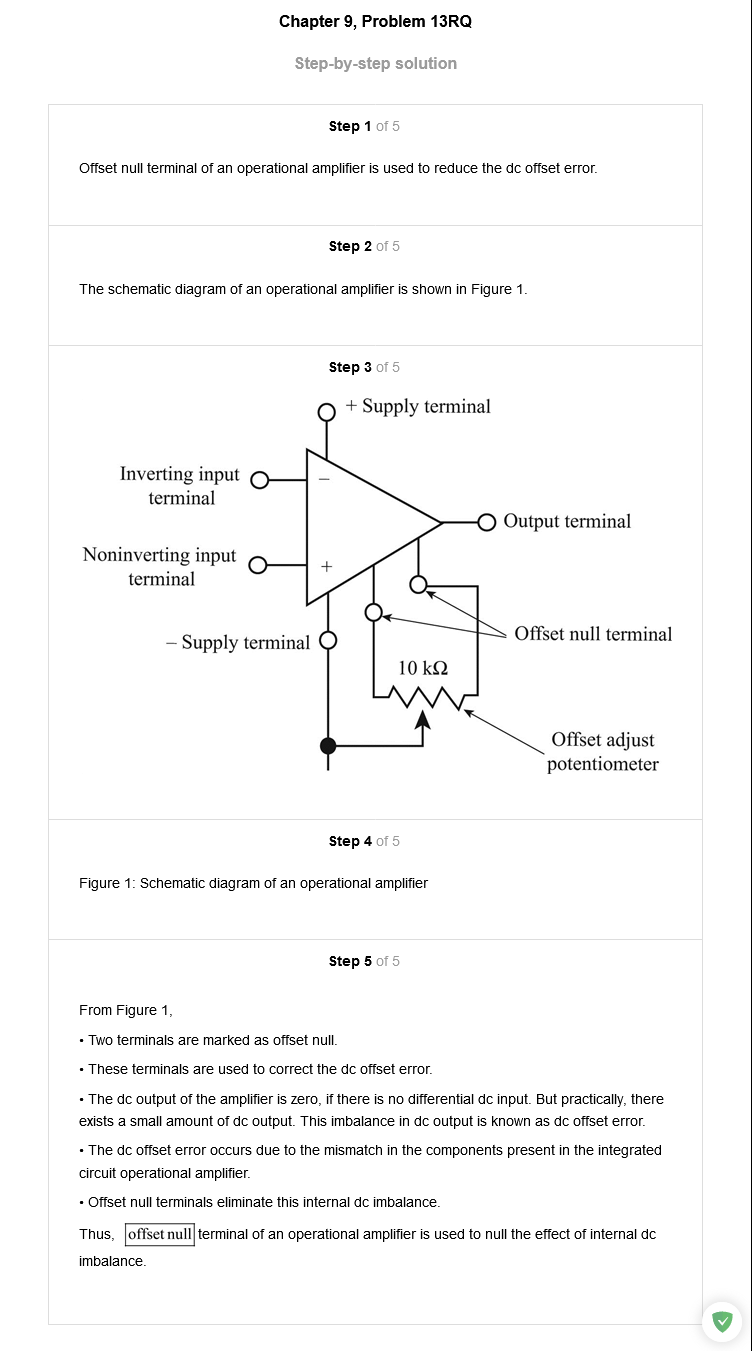 Chapter 9, Problem 13RQ
Step-by-step solution
Step 1 of 5
Offset null terminal of an operational amplifier is used to reduce the dc offset error.
Step 2 of 5
The schematic diagram of an operational amplifier is shown in Figure 1.
Step 3 of 5
+ Supply terminal
Inverting input
terminal
−
Output terminal
Noninverting input
terminal
+
Offset null terminal
− Supply terminal
10 kΩ
Offset adjust
potentiometer
Step 4 of 5
Figure 1: Schematic diagram of an operational amplifier
Step 5 of 5
From Figure 1,
• Two terminals are marked as offset null.
• These terminals are used to correct the dc offset error.
• The dc output of the amplifier is zero, if there is no differential dc input. But practically, there
exists a small amount of dc output. This imbalance in dc output is known as dc offset error.
• The dc offset error occurs due to the mismatch in the components present in the integrated
circuit operational amplifier.
• Offset null terminals eliminate this internal dc imbalance.
Thus, offset null terminal of an operational amplifier is used to null the effect of internal dc
imbalance.